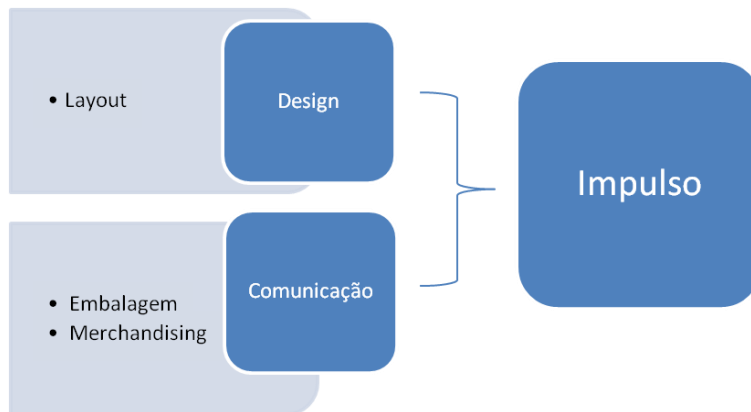 • Layout
Design
Impulso
• Embalagem
• Merchandising
Comunicação